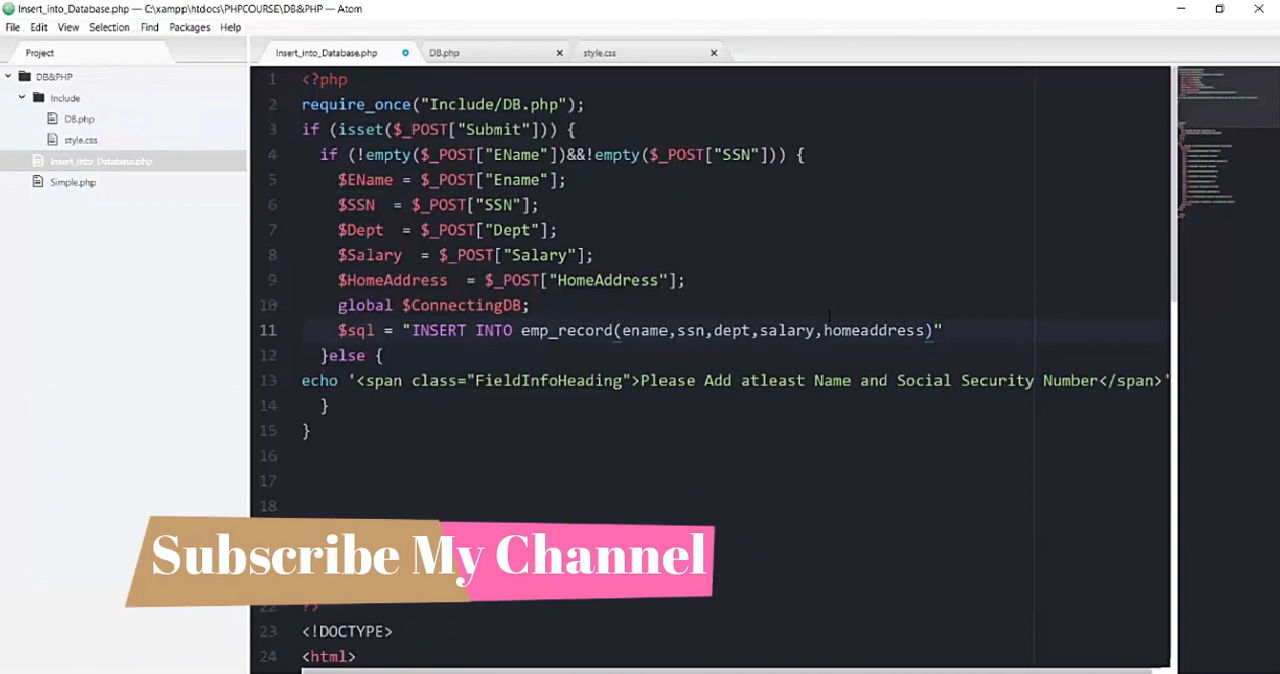 Insert_into_Database.php — C:\xampp\htdocs\PHPCOURSE\DB&PHP — Atom
File Edit View Selection Find Packages Help
Project
Insert_into_Database.php DB.php style.css
DB&PHP
Include
DB.php
style.css
Insert_into_Database.php
Simple.php
1 <?php
2 require_once("Include/DB.php");
3 if (isset($_POST["Submit"])) {
4 if (!empty($_POST["EName"])&&!empty($_POST["SSN"])) {
5 $EName = $_POST["Ename"];
6 $SSN = $_POST["SSN"];
7 $Dept = $_POST["Dept"];
8 $Salary = $_POST["Salary"];
9 $HomeAddress = $_POST["HomeAddress"];
10 global $ConnectingDB;
11 $sql = "INSERT INTO emp_record(ename,ssn,dept,salary,homeaddress)"
12 }else {
13 echo '<span class="FieldInfoHeading">Please Add atleast Name and Social Security Number</span>'
14 }
15 }
16
17
18
Subscribe My Channel
22 ?>
23 <!DOCTYPE>
24 <html>